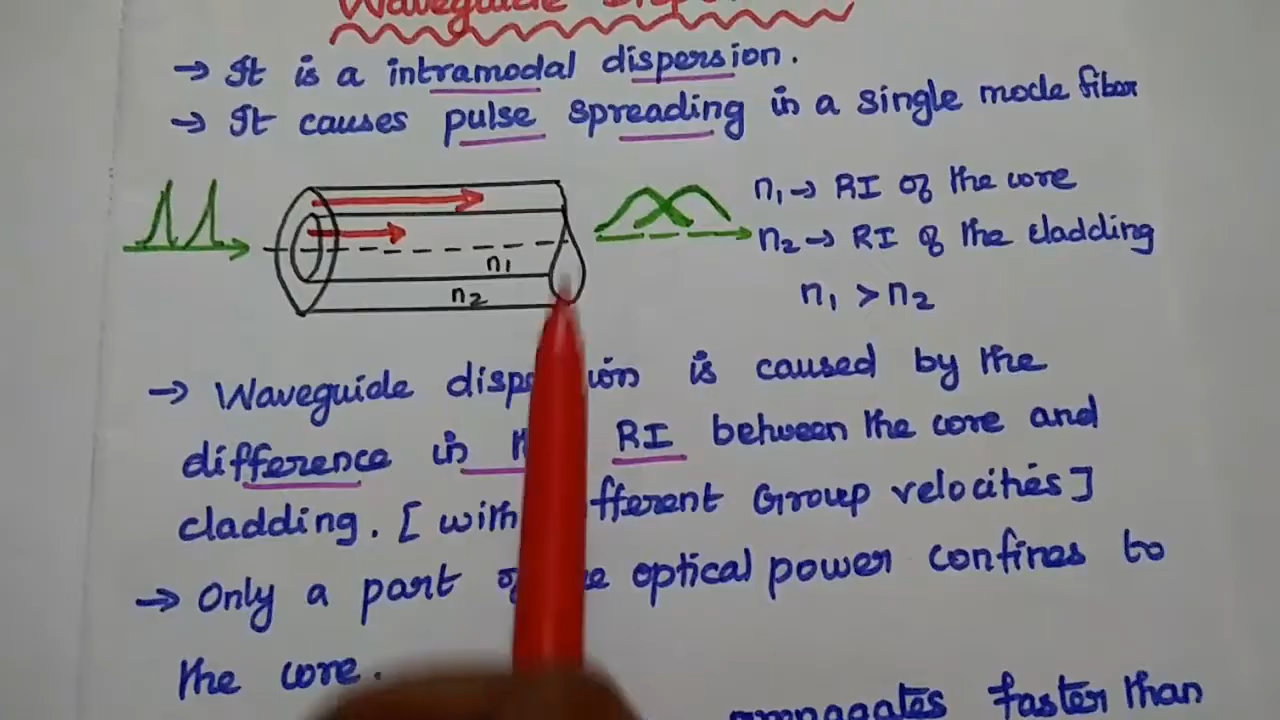 Waveguide
→ It is a intramodal dispersion.
→ It causes pulse spreading in a single mode fiber
n₁→ RI of the core
n₂→ RI of the cladding
n₁ > n₂
n₁
n₂
→ Waveguide is caused by the
difference in RI between the core and
cladding. [ with Group velocities]
→ Only a part optical power confines to
the core.
faster than